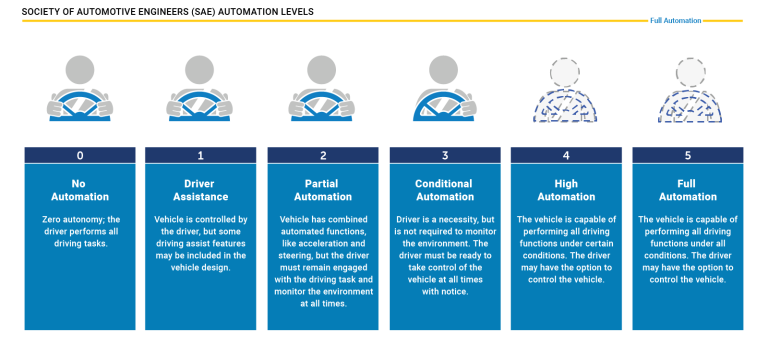 SOCIETY OF AUTOMOTIVE ENGINEERS (SAE) AUTOMATION LEVELS
Full Automation
0
No
Automation
Zero autonomy; the
driver performs all
driving tasks.
1
Driver
Assistance
Vehicle is controlled by
the driver, but some
driving assist features
may be included in the
vehicle design.
2
Partial
Automation
Vehicle has combined
automated functions,
like acceleration and
steering, but the driver
must remain engaged
with the driving task and
monitor the environment
at all times.
3
Conditional
Automation
Driver is a necessity, but
is not required to monitor
the environment. The
driver must be ready to
take control of the
vehicle at all times
with notice.
4
High
Automation
The vehicle is capable of
performing all driving
functions under certain
conditions. The driver
may have the option to
control the vehicle.
5
Full
Automation
The vehicle is capable of
performing all driving
functions under all
conditions. The driver
may have the option to
control the vehicle.